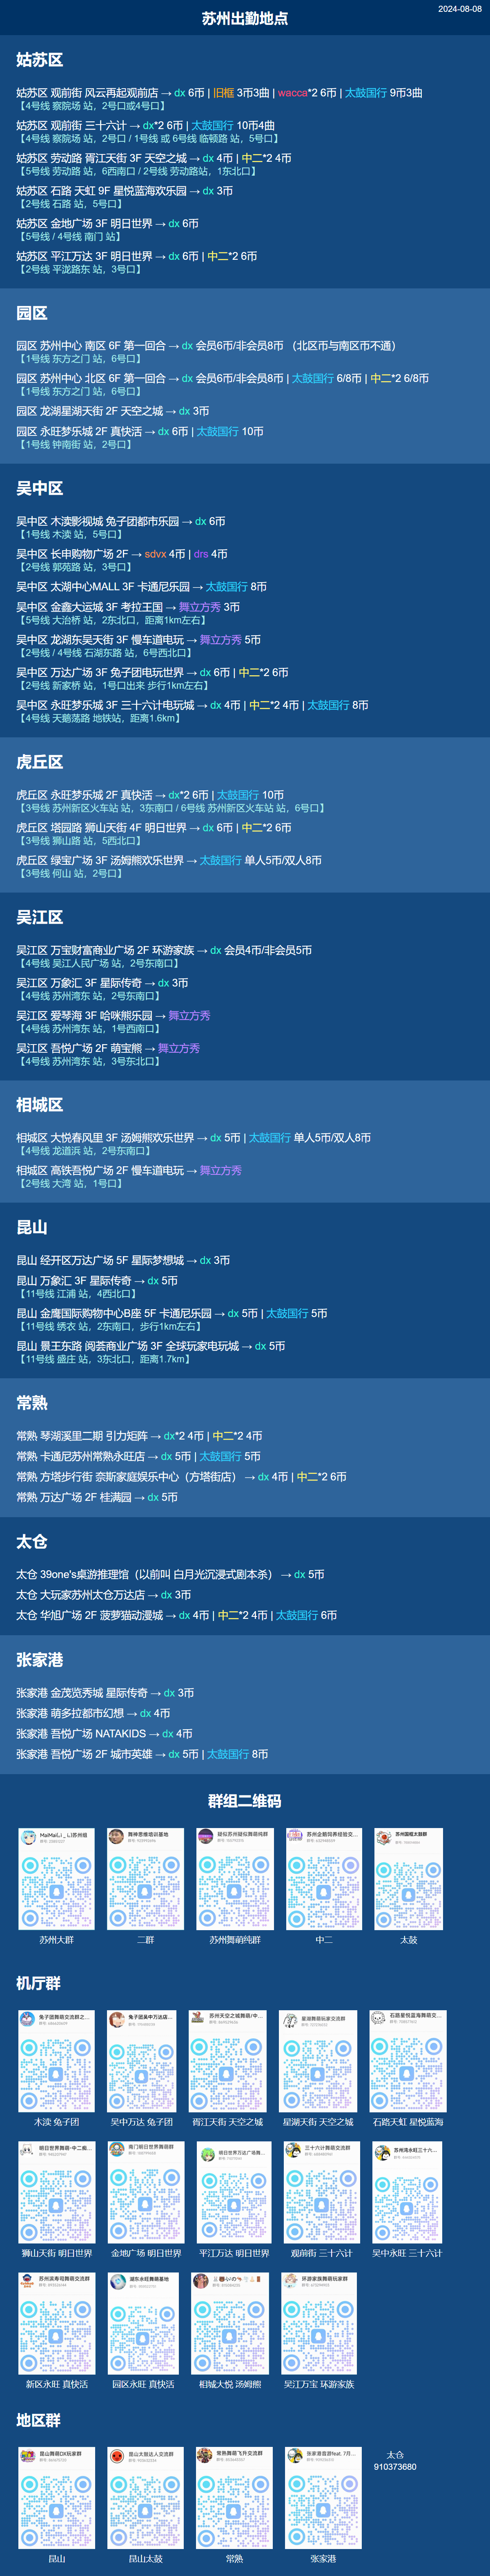 2024-08-08
苏州出勤地点
姑苏区
姑苏区 观前街 风云再起观前店 → dx 6币 | 旧框 3币3曲 | wacca*2 6币 | 太鼓国行 9币3曲
【4号线 察院场 站，2号口或4号口】
姑苏区 观前街 三十六计 → dx*2 6币 | 太鼓国行 10币4曲
【4号线 察院场 站，2号口 / 1号线 或 6号线 临顿路 站，5号口】
姑苏区 劳动路 胥江天街 3F 天空之城 → dx 4币 | 中二*2 4币
【5号线 劳动路 站，6西南口 / 2号线 劳动路站，1东北口】
姑苏区 石路 天虹 9F 星悦蓝海欢乐园 → dx 3币
【2号线 石路 站，5号口】
姑苏区 金地广场 3F 明日世界 → dx 6币
【5号线 / 4号线 南门 站】
姑苏区 平江万达 3F 明日世界 → dx 6币 | 中二*2 6币
【2号线 平泷路东 站，3号口】
园区
园区 苏州中心 南区 6F 第一回合 → dx 会员6币/非会员8币 （北区币与南区币不通）
【1号线 东方之门 站，6号口】
园区 苏州中心 北区 6F 第一回合 → dx 会员6币/非会员8币 | 太鼓国行 6/8币 | 中二*2 6/8币
【1号线 东方之门 站，6号口】
园区 龙湖星湖天街 2F 天空之城 → dx 3币
园区 永旺梦乐城 2F 真快活 → dx 6币 | 太鼓国行 10币
【1号线 钟南街 站，2号口】
吴中区
吴中区 木渎影视城 兔子团都市乐园 → dx 6币
【1号线 木渎 站，5号口】
吴中区 长申购物广场 2F → sdvx 4币 | drs 4币
【2号线 郭苑路 站，3号口】
吴中区 太湖中心MALL 3F 卡通尼乐园 → 太鼓国行 8币
吴中区 金鑫大运城 3F 考拉王国 → 舞立方秀 3币
【5号线 大治桥 站，2东北口，距离1km左右】
吴中区 龙湖东吴天街 3F 慢车道电玩 → 舞立方秀 5币
【2号线 / 4号线 石湖东路 站，6号西北口】
吴中区 万达广场 3F 兔子团电玩世界 → dx 6币 | 中二*2 6币
【2号线 新家桥 站，1号口出来 步行1km左右】
吴中区 永旺梦乐城 3F 三十六计电玩城 → dx 4币 | 中二*2 4币 | 太鼓国行 8币
【4号线 天鹅荡路 地铁站，距离1.6km】
虎丘区
虎丘区 永旺梦乐城 2F 真快活 → dx*2 6币 | 太鼓国行 10币
【3号线 苏州新区火车站 站，3东南口 / 6号线 苏州新区火车站 站，6号口】
虎丘区 塔园路 狮山天街 4F 明日世界 → dx 6币 | 中二*2 6币
【3号线 狮山路 站，5西北口】
虎丘区 绿宝广场 3F 汤姆熊欢乐世界 → 太鼓国行 单人5币/双人8币
【3号线 何山 站，2号口】
吴江区
吴江区 万宝财富商业广场 2F 环游家族 → dx 会员4币/非会员5币
【4号线 吴江人民广场 站，2号东南口】
吴江区 万象汇 3F 星际传奇 → dx 3币
【4号线 苏州湾东 站，2号东南口】
吴江区 爱琴海 3F 哈咪熊乐园 → 舞立方秀
【4号线 苏州湾东 站，1号西南口】
吴江区 吾悦广场 2F 萌宝熊 → 舞立方秀
【4号线 苏州湾东 站，3号东北口】
相城区
相城区 大悦春风里 3F 汤姆熊欢乐世界 → dx 5币 | 太鼓国行 单人5币/双人8币
【4号线 龙道浜 站，2号东南口】
相城区 高铁吾悦广场 2F 慢车道电玩 → 舞立方秀
【2号线 大湾 站，1号口】
昆山
昆山 经开区万达广场 5F 星际梦想城 → dx 3币
昆山 万象汇 3F 星际传奇 → dx 5币
【11号线 江浦 站，4西北口】
昆山 金鹰国际购物中心B座 5F 卡通尼乐园 → dx 5币 | 太鼓国行 5币
【11号线 绣衣 站，2东南口，步行1km左右】
昆山 景王东路 阅荟商业广场 3F 全球玩家电玩城 → dx 5币
【11号线 盛庄 站，3东北口，距离1.7km】
常熟
常熟 琴湖溪里二期 引力矩阵 → dx*2 4币 | 中二*2 4币
常熟 卡通尼苏州常熟永旺店 → dx 5币 | 太鼓国行 5币
常熟 方塔步行街 奈斯家庭娱乐中心（方塔街店） → dx 4币 | 中二*2 6币
常熟 万达广场 2F 桂满园 → dx 5币
太仓
太仓 39one's桌游推理馆（以前叫 白月光沉浸式剧本杀） → dx 5币
太仓 大玩家苏州太仓万达店 → dx 3币
太仓 华旭广场 2F 菠萝猫动漫城 → dx 4币 | 中二*2 4币 | 太鼓国行 6币
张家港
张家港 金茂览秀城 星际传奇 → dx 3币
张家港 萌多拉都市幻想 → dx 4币
张家港 吾悦广场 NATAKIDS → dx 4币
张家港 吾悦广场 2F 城市英雄 → dx 5币 | 太鼓国行 8币
群组二维码
苏州大群
二群
苏州舞萌纯群
中二
太鼓
机厅群
木渎 兔子团
吴中万达 兔子团
胥江天街 天空之城
星湖天街 天空之城
石路天虹 星悦蓝海
狮山天街 明日世界
金地广场 明日世界
平江万达 明日世界
观前街 三十六计
吴中永旺 三十六计
新区永旺 真快活
园区永旺 真快活
相城大悦 汤姆熊
吴江万宝 环游家族
地区群
昆山舞萌DX玩家群
昆山太鼓达人交流群
常熟舞萌飞升交流群
昆山
昆山太鼓
常熟
张家港
太仓
910373680